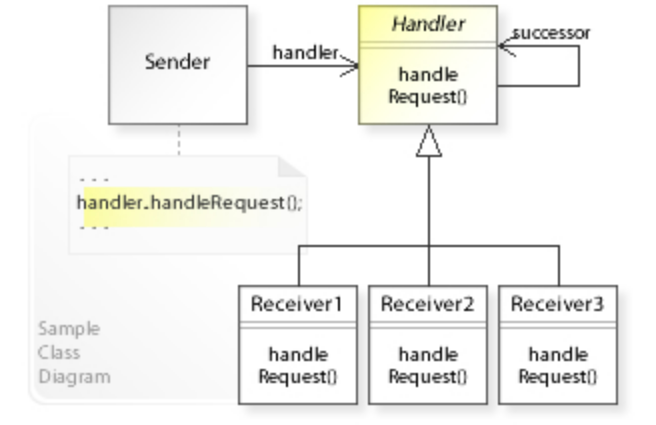 Sender
handler
Handler
handle
Request()
successor
- - -
handler.handleRequest();
- - -
Receiver1
handle
Request()
Receiver2
handle
Request()
Receiver3
handle
Request()
Sample
Class
Diagram